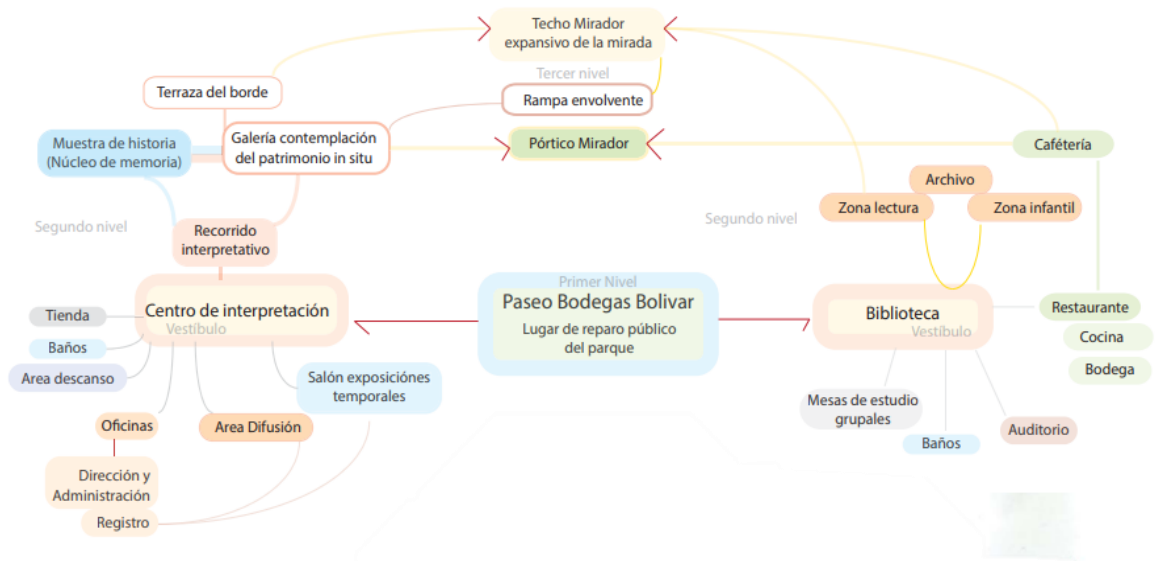 Techo Mirador
expansivo de la mirada
Tercer nivel
Terraza del borde
Rampa envolvente
Muestra de historia
(Núcleo de memoria)
Galería contemplación
del patrimonio in situ
Pórtico Mirador
Cafétería
Archivo
Zona lectura
Zona infantil
Segundo nivel
Segundo nivel
Recorrido
interpretativo
Primer Nivel
Paseo Bodegas Bolivar
Lugar de reparo público
del parque
Centro de interpretación
Vestíbulo
Biblioteca
Vestíbulo
Tienda
Baños
Area descanso
Restaurante
Cocina
Bodega
Salón exposiciónes
temporales
Oficinas
Area Difusión
Mesas de estudio
grupales
Baños
Auditorio
Dirección y
Administración
Registro